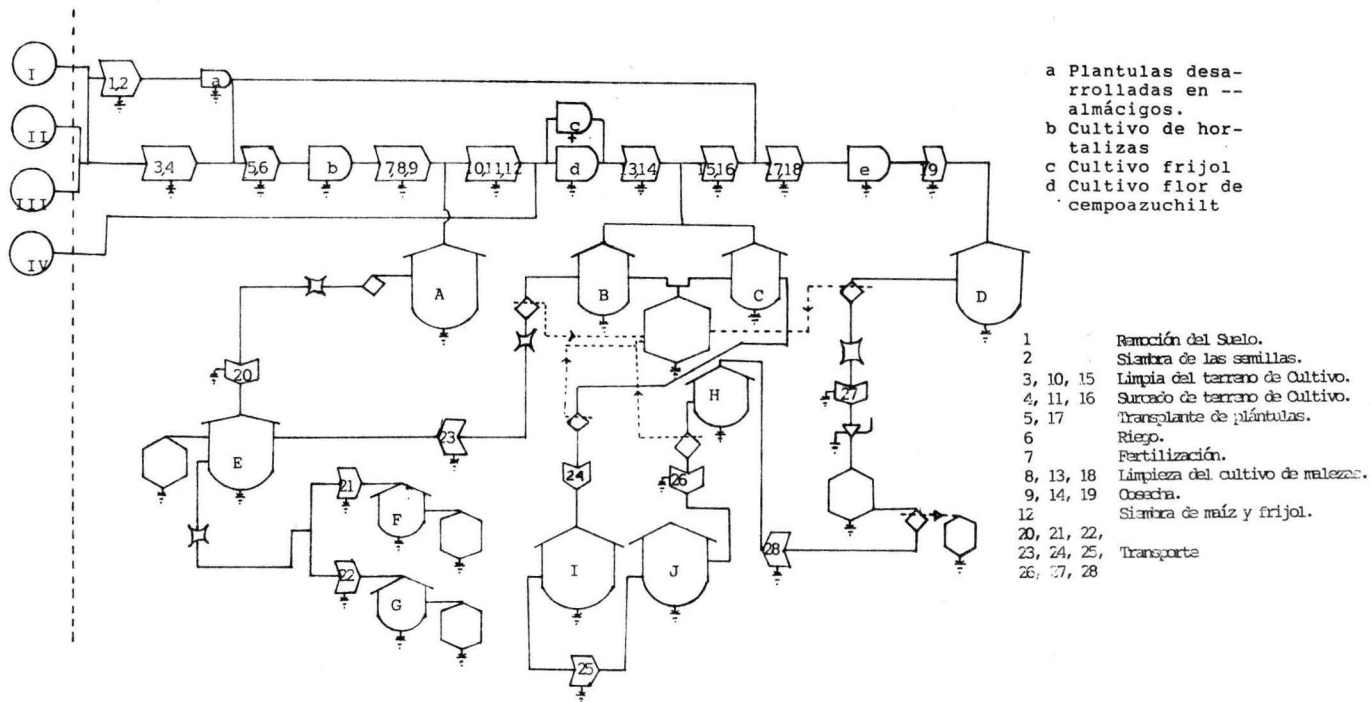 I
II
III
IV
1,2
a
3,4
5,6
b
7,8,9
10,11,12
c
+
d
13,14
15,16
17,18
e
19
A
B
C
D
20
H
27
E
23
24
26
21
F
22
G
I
J
28
25
a Plantulas desa-
rrolladas en --
almácigos.
b Cultivo de hor-
talizas
c Cultivo frijol
d Cultivo flor de
cempoazuchilt
1 Remoción del Suelo.
2 Siembra de las semillas.
3, 10, 15 Limpia del terreno de Cultivo.
4, 11, 16 Surcado de terreno de Cultivo.
5, 17 Transplante de plántulas.
6 Riego.
7 Fertilización.
8, 13, 18 Limpieza del cultivo de malezas.
9, 14, 19 Cosecha.
12 Siembra de maíz y frijol.
20, 21, 22,
23, 24, 25, Transporte
26, 27, 28